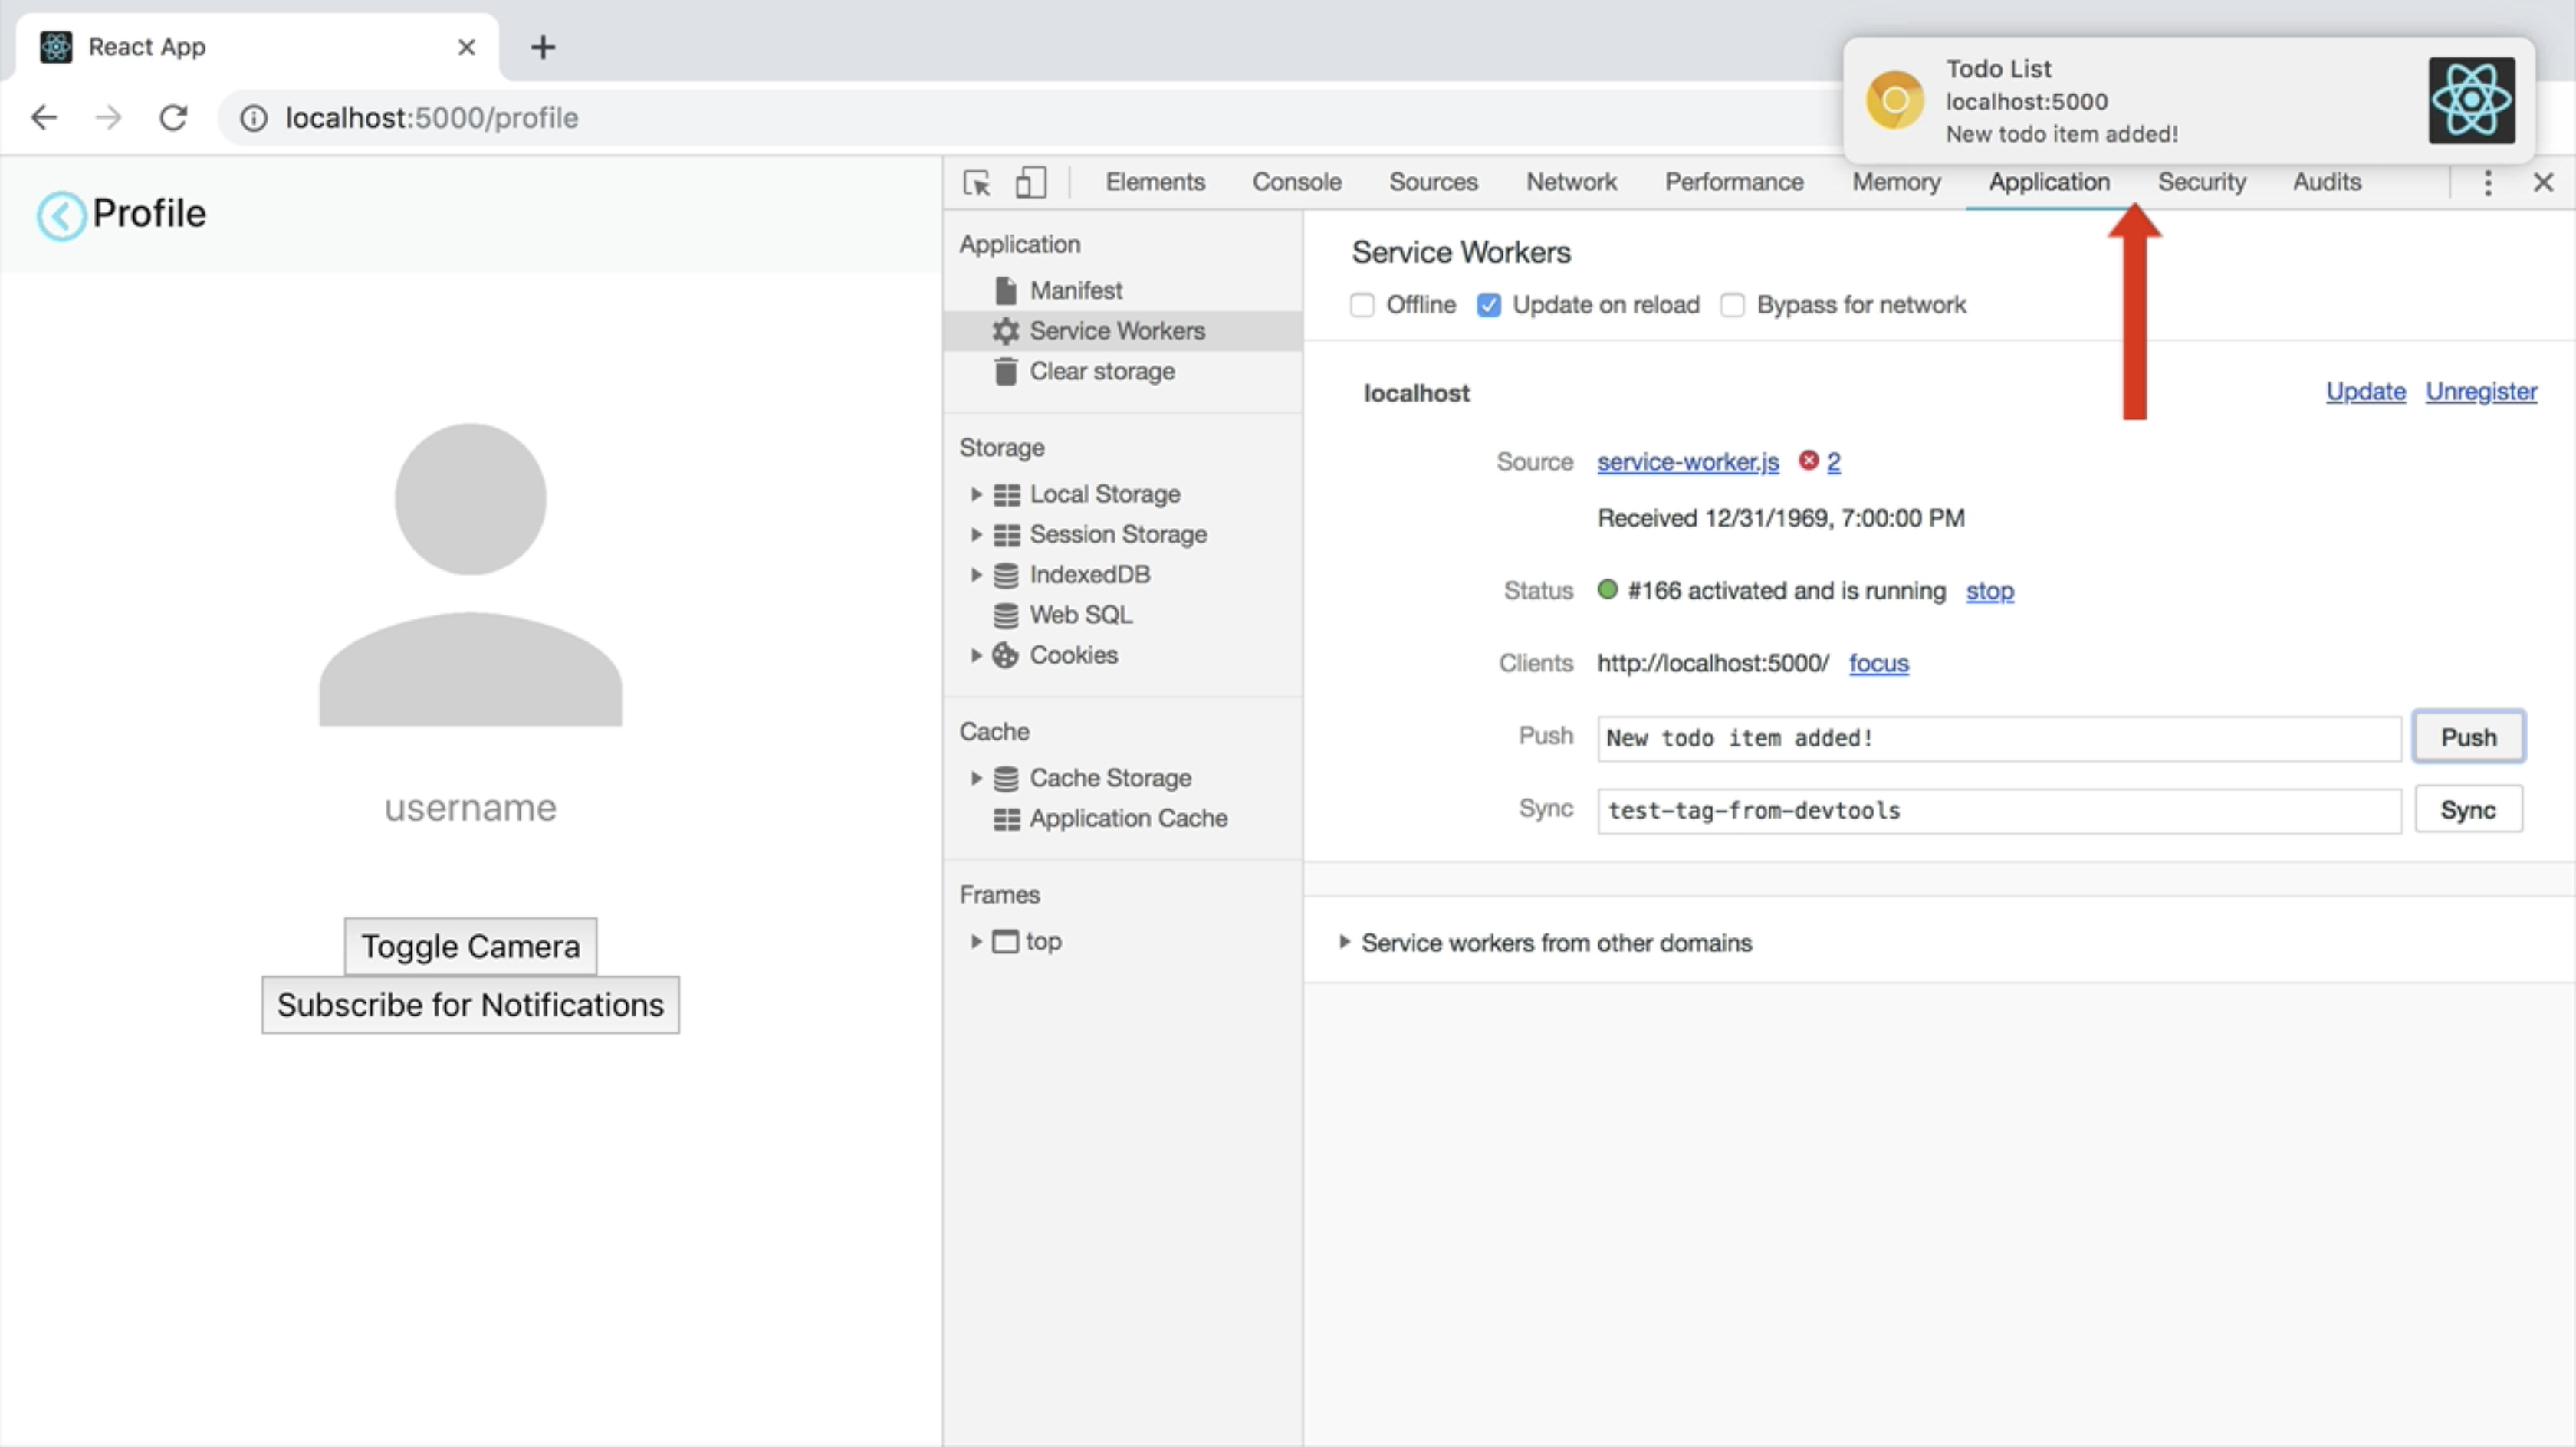 React App
Todo List
localhost:5000
New todo item added!
localhost:5000/profile
Profile
username
Toggle Camera
Subscribe for Notifications
Elements Console Sources Network Performance Memory Application Security Audits
Application
Manifest
Service Workers
Clear storage
Storage
Local Storage
Session Storage
IndexedDB
Web SQL
Cookies
Cache
Cache Storage
Application Cache
Frames
top
Service Workers
Offline Update on reload Bypass for network
localhost Update Unregister
Source service-worker.js 2
Received 12/31/1969, 7:00:00 PM
Status #166 activated and is running stop
Clients http://localhost:5000/ focus
Push New todo item added! Push
Sync test-tag-from-devtools Sync
Service workers from other domains